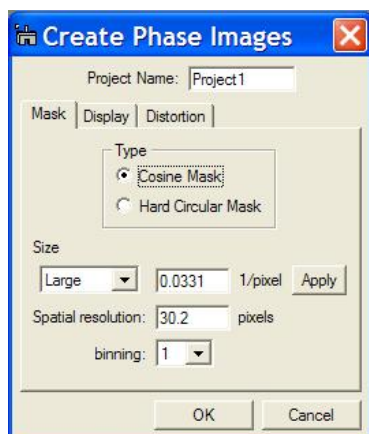 Create Phase Images
Project Name: Project1
Mask Display Distortion
Type
Cosine Mask
Hard Circular Mask
Size
Large 0.0331 1/pixel Apply
Spatial resolution: 30.2 pixels
binning: 1
OK Cancel